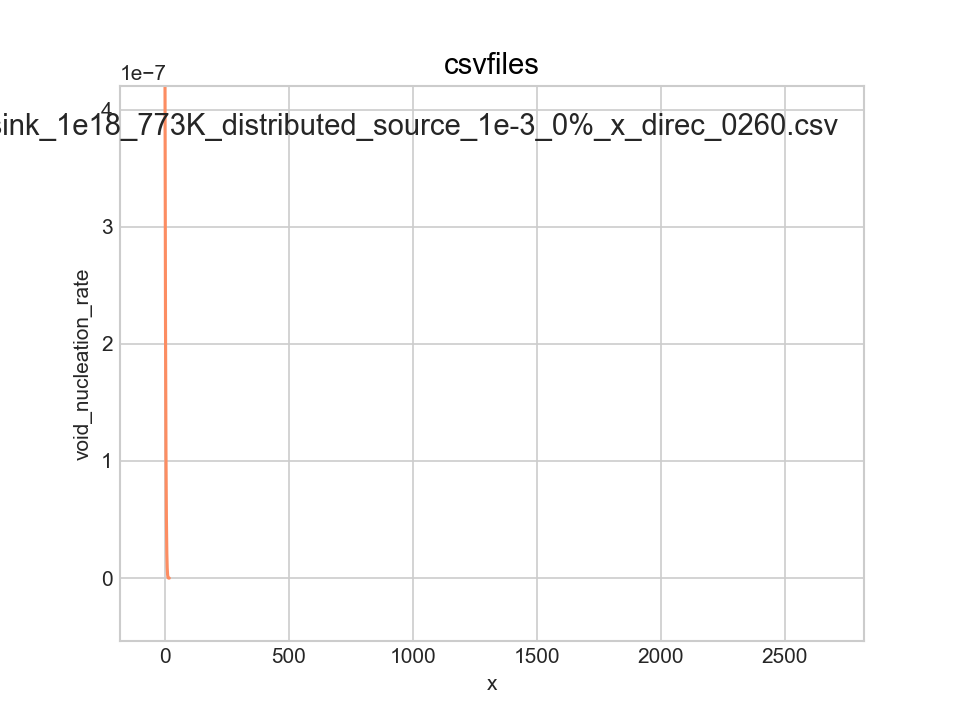 csvfiles
1e−7
sink_1e18_773K_distributed_source_1e-3_0%_x_direc_0260.csv
4
3
2
1
0
void_nucleation_rate
0 500 1000 1500 2000 2500
x